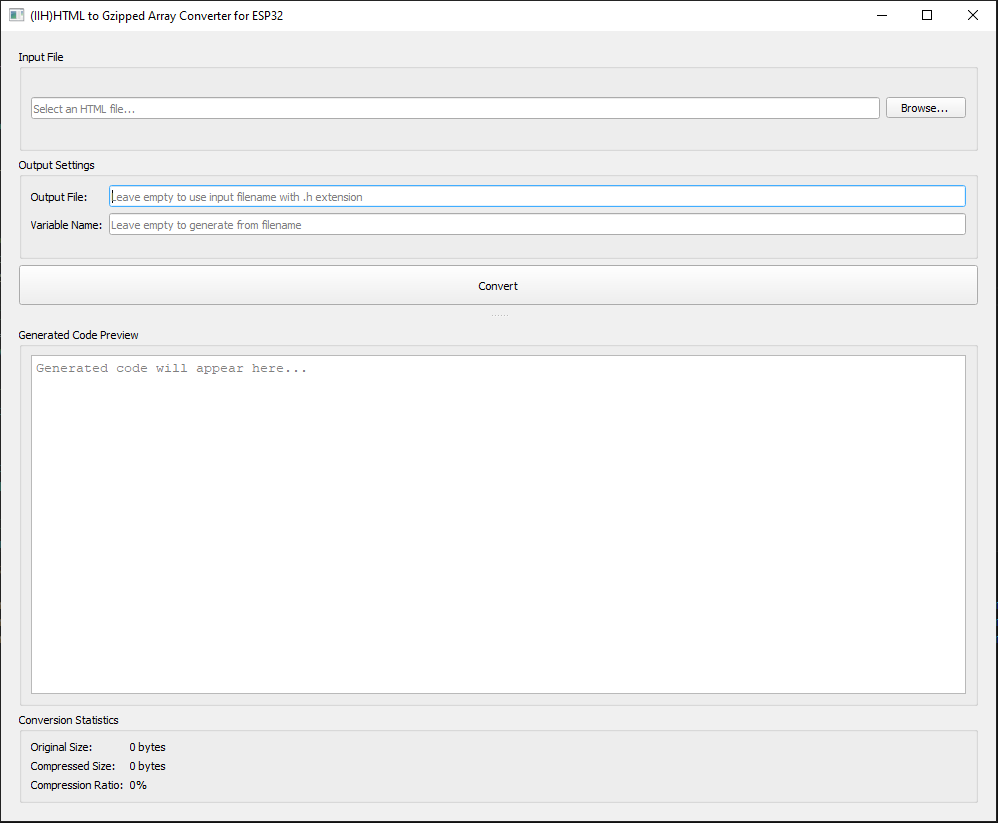 (IIH)HTML to Gzipped Array Converter for ESP32
Input File
Select an HTML file...
Browse...
Output Settings
Output File: Leave empty to use input filename with .h extension
Variable Name: Leave empty to generate from filename
Convert
Generated Code Preview
Generated code will appear here...
Conversion Statistics
Original Size: 0 bytes
Compressed Size: 0 bytes
Compression Ratio: 0%